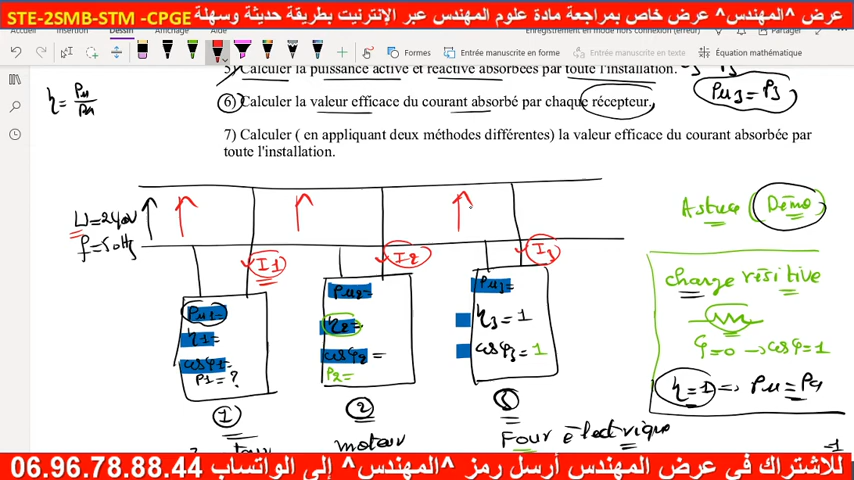 STE-2SMB-STM -CPGE عرض ^المهندس^ عرض خاص بمراجعة مادة علوم المهندس عبر الإنترنيت بطريقة حديثة وسهلة
Accueil Insertion Dessin
Formes Entrée manuscrite en forme Entrée manuscrite en texte Équation mathématique
5) Calculer la puissance active et réactive absorbées par toute l'installation.
η = Pu/Pa
6) Calculer la valeur efficace du courant absorbé par chaque récepteur.
Pu3 = P3
7) Calculer ( en appliquant deux méthodes différentes) la valeur efficace du courant absorbée par
toute l'installation.
U=240V
f=50Hz
I1 I2 I3
Astuce (Démo)
Pu1=
η1=
cosφ1=
P1=?
1
Pu2=
η2=
cosφ2=
P2=
2
moteur
Pu3=
η3=1
cosφ3=1
3
Four électrique
charge résitive
φ=0 → cosφ=1
η=1 => Pu=Pa
-1
للاشتراك في عرض المهندس أرسل رمز ^المهندس^ إلى الواتساب 06.96.78.88.44